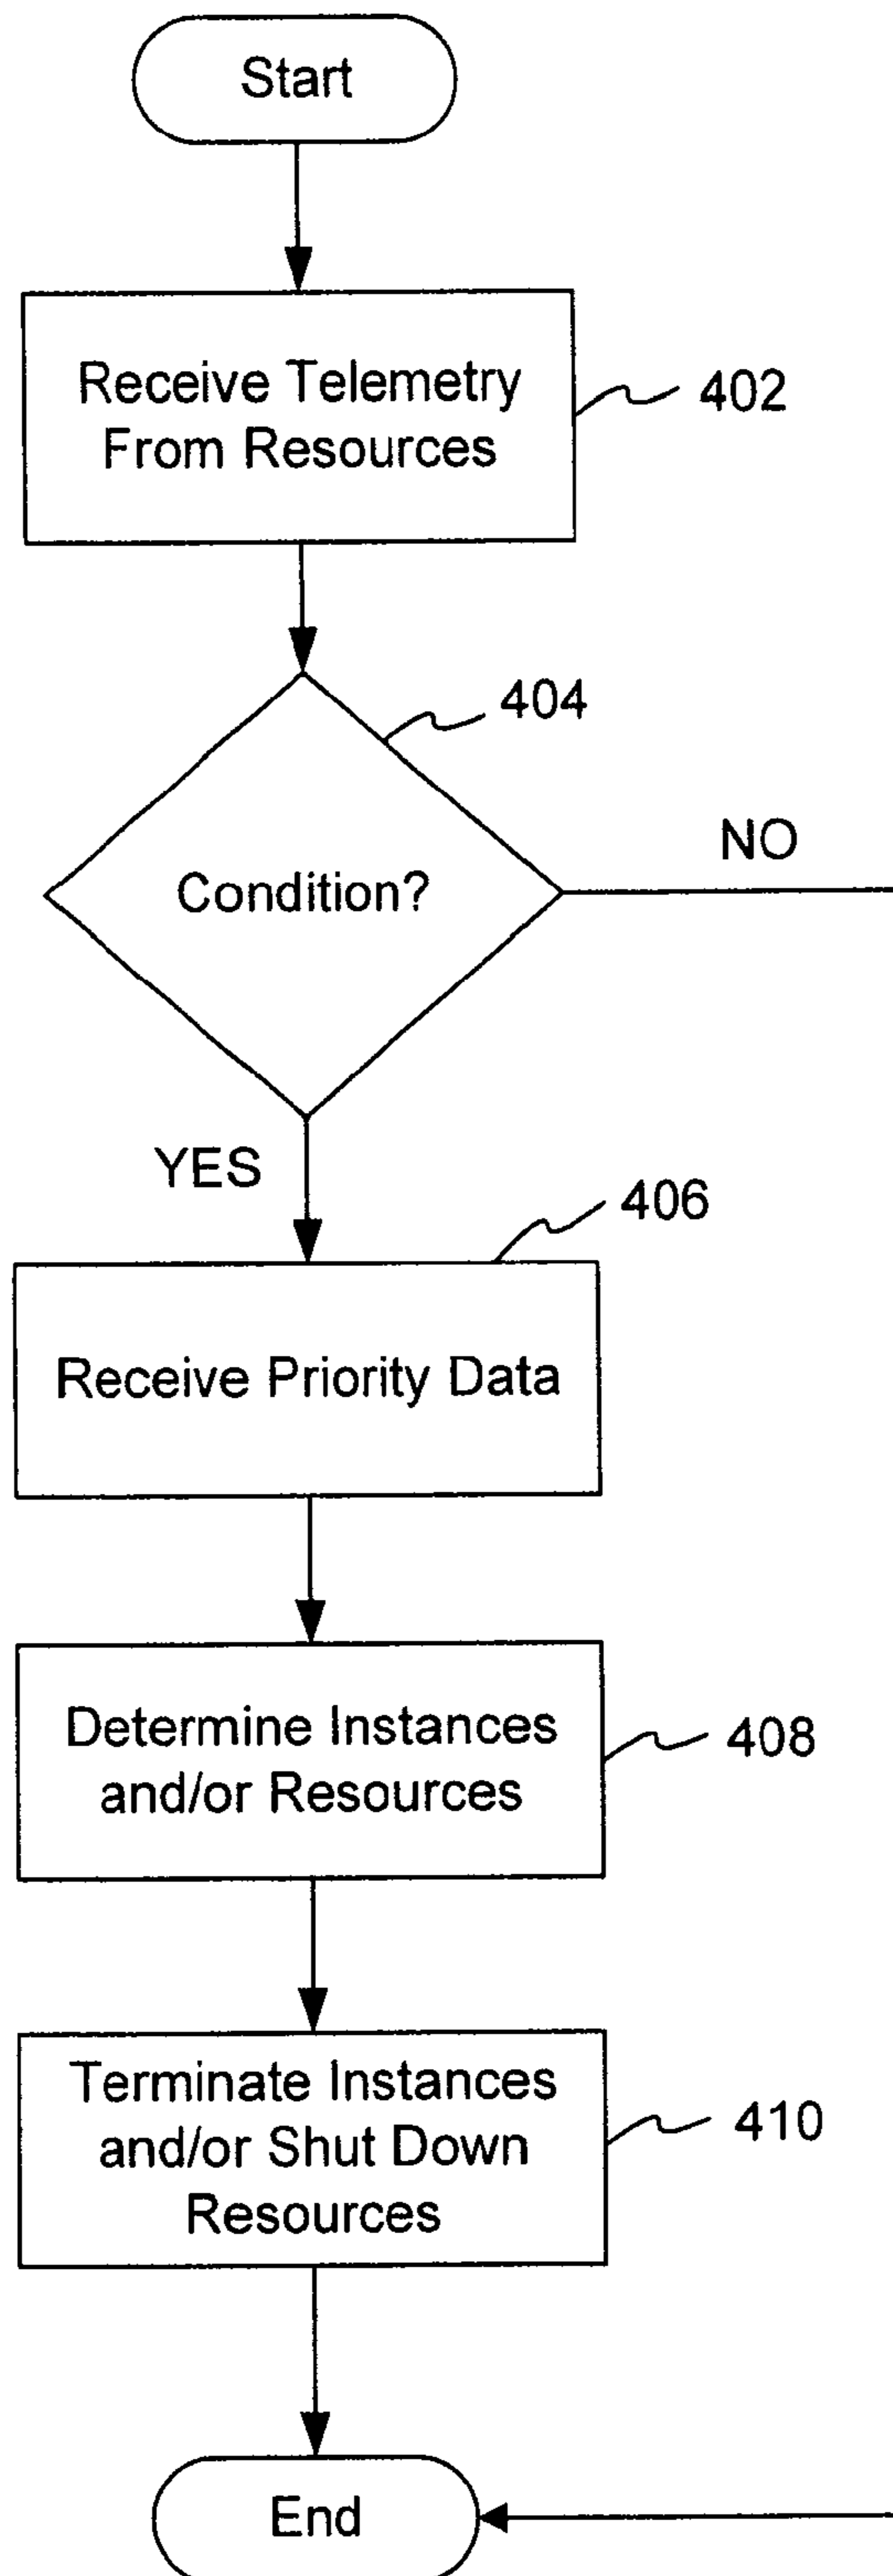 Start
Receive Telemetry
From Resources
402
404
Condition?
NO
YES
406
Receive Priority Data
Determine Instances
and/or Resources
408
Terminate Instances
and/or Shut Down
Resources
410
End